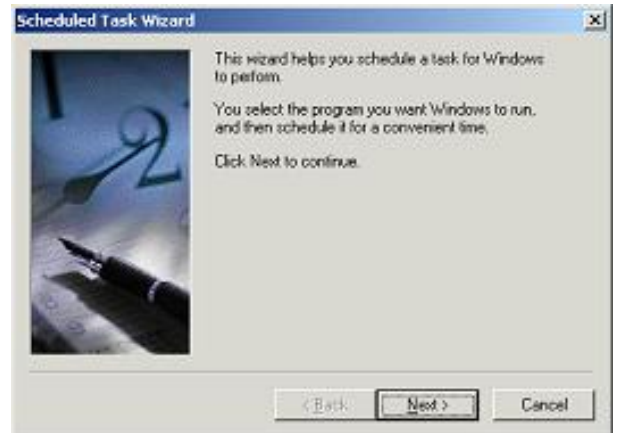 Scheduled Task Wizard
This wizard helps you schedule a task for Windows
to perform.
You select the program you want Windows to run,
and then schedule it for a convenient time.
Click Next to continue.
2
< Back
Next >
Cancel